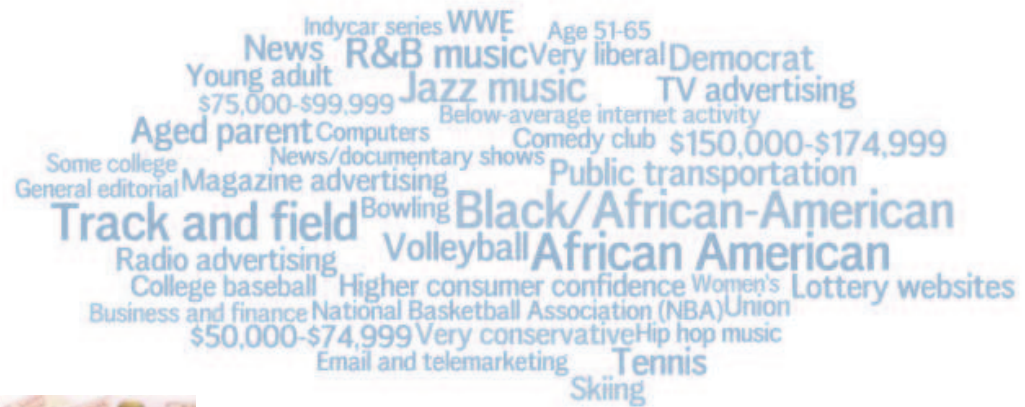 Indycar series WWE Age 51-65
News R&B music Very liberal Democrat
Young adult Jazz music TV advertising
$75,000-$99,999 Below-average internet activity
Aged parent Computers Comedy club $150,000-$174,999
Some college News/documentary shows Public transportation
General editorial Magazine advertising
Track and field Bowling Black/African-American
Radio advertising Volleyball African American
College baseball Higher consumer confidence Women's Lottery websites
Business and finance National Basketball Association (NBA) Union
$50,000-$74,999 Very conservative Hip hop music
Email and telemarketing Tennis
Skiing